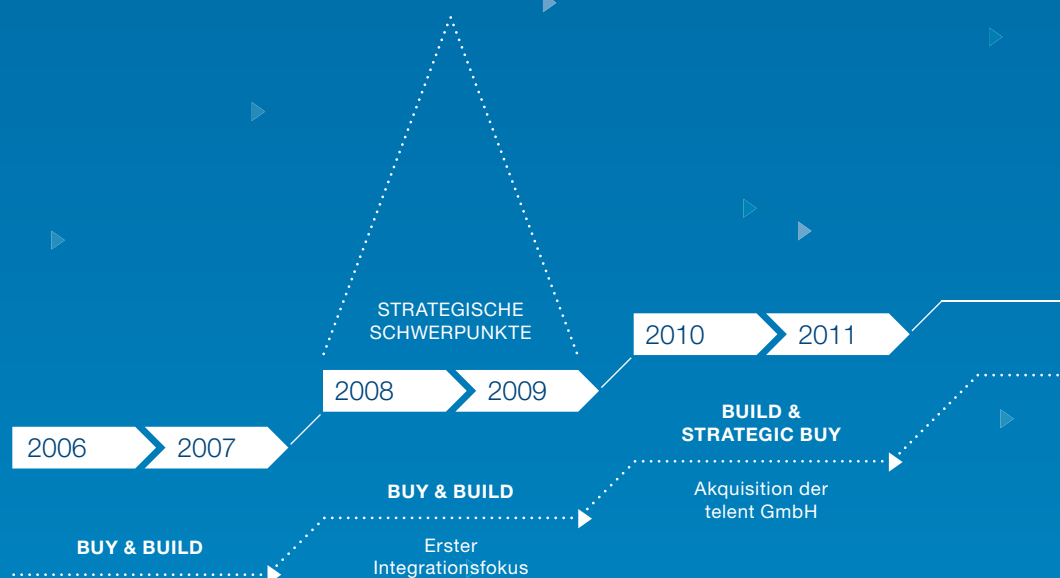 STRATEGISCHE
SCHWERPUNKTE
2006
2007
2008
2009
2010
2011
BUY & BUILD
BUY & BUILD
Erster
Integrationsfokus
BUILD &
STRATEGIC BUY
Akquisition der
telent GmbH